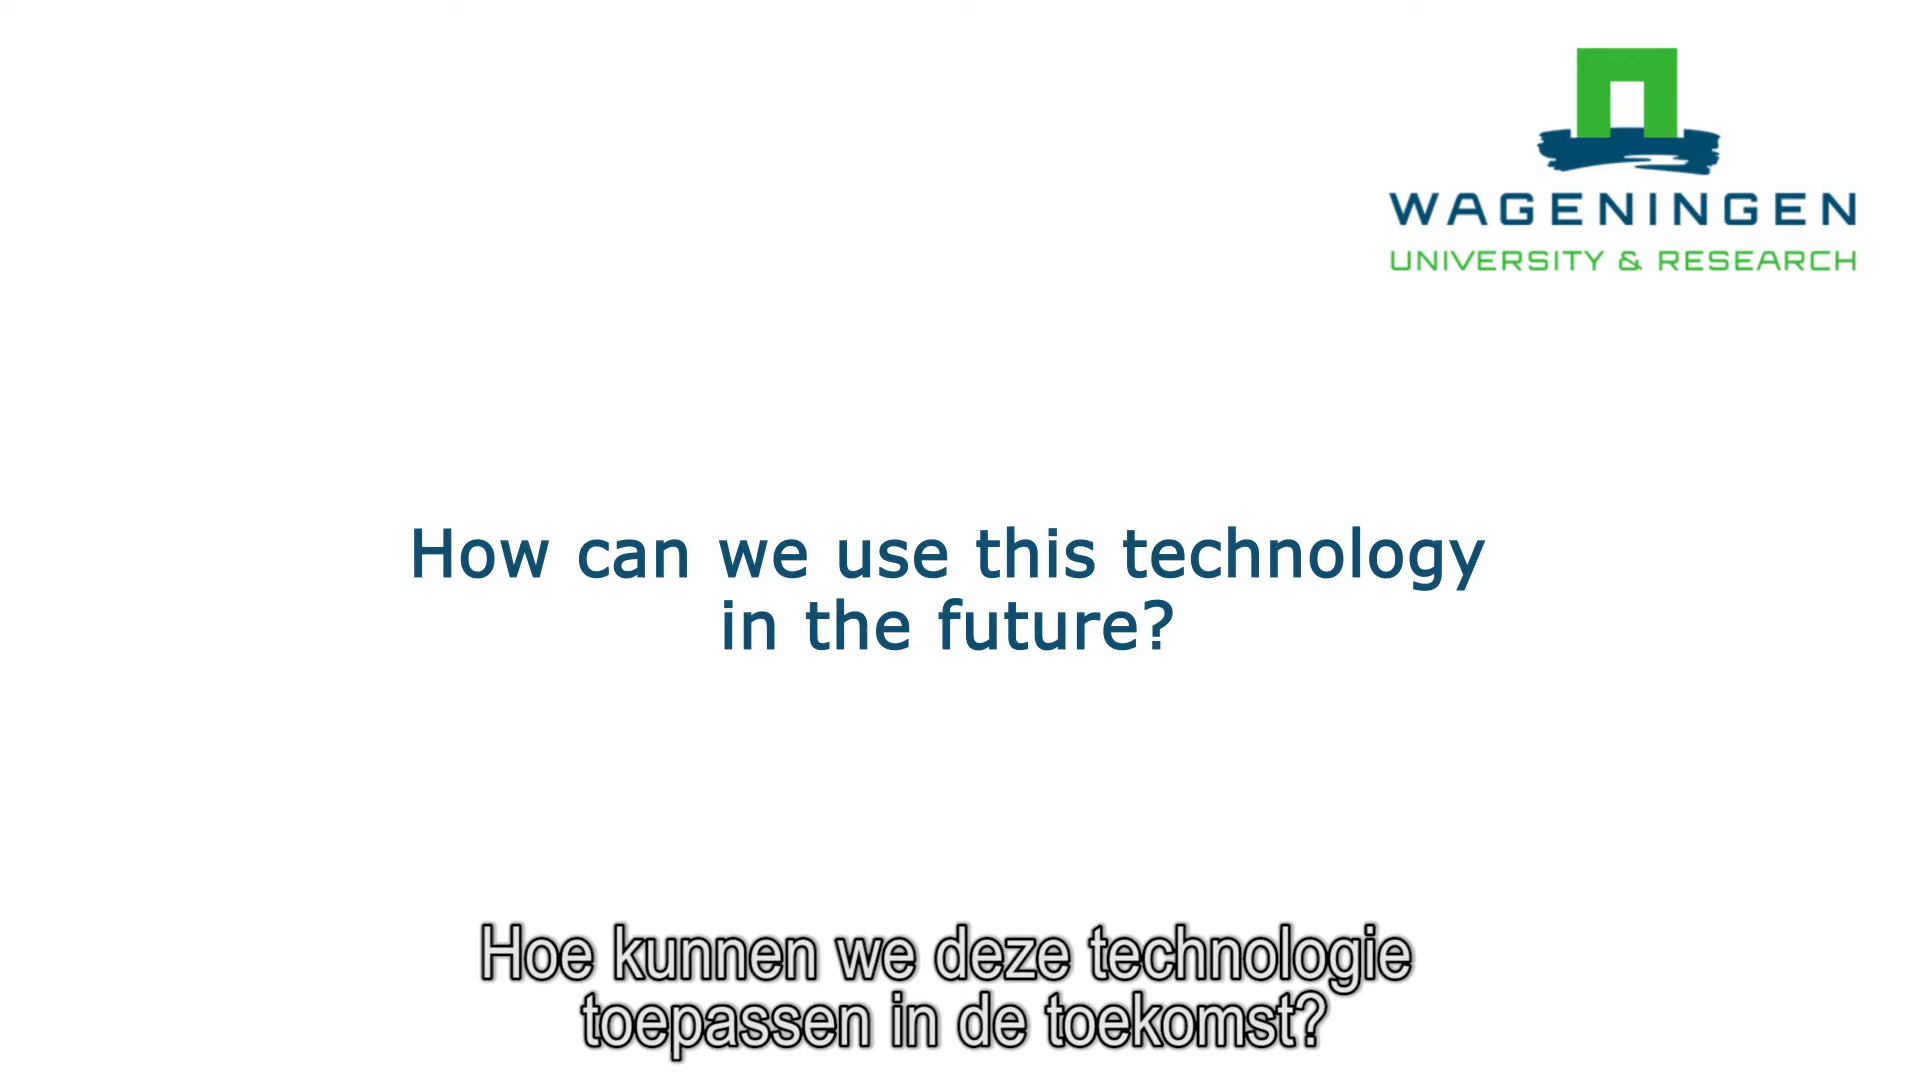 WAGENINGEN
UNIVERSITY & RESEARCH
How can we use this technology
in the future?
Hoe kunnen we deze technologie
toepassen in de toekomst?